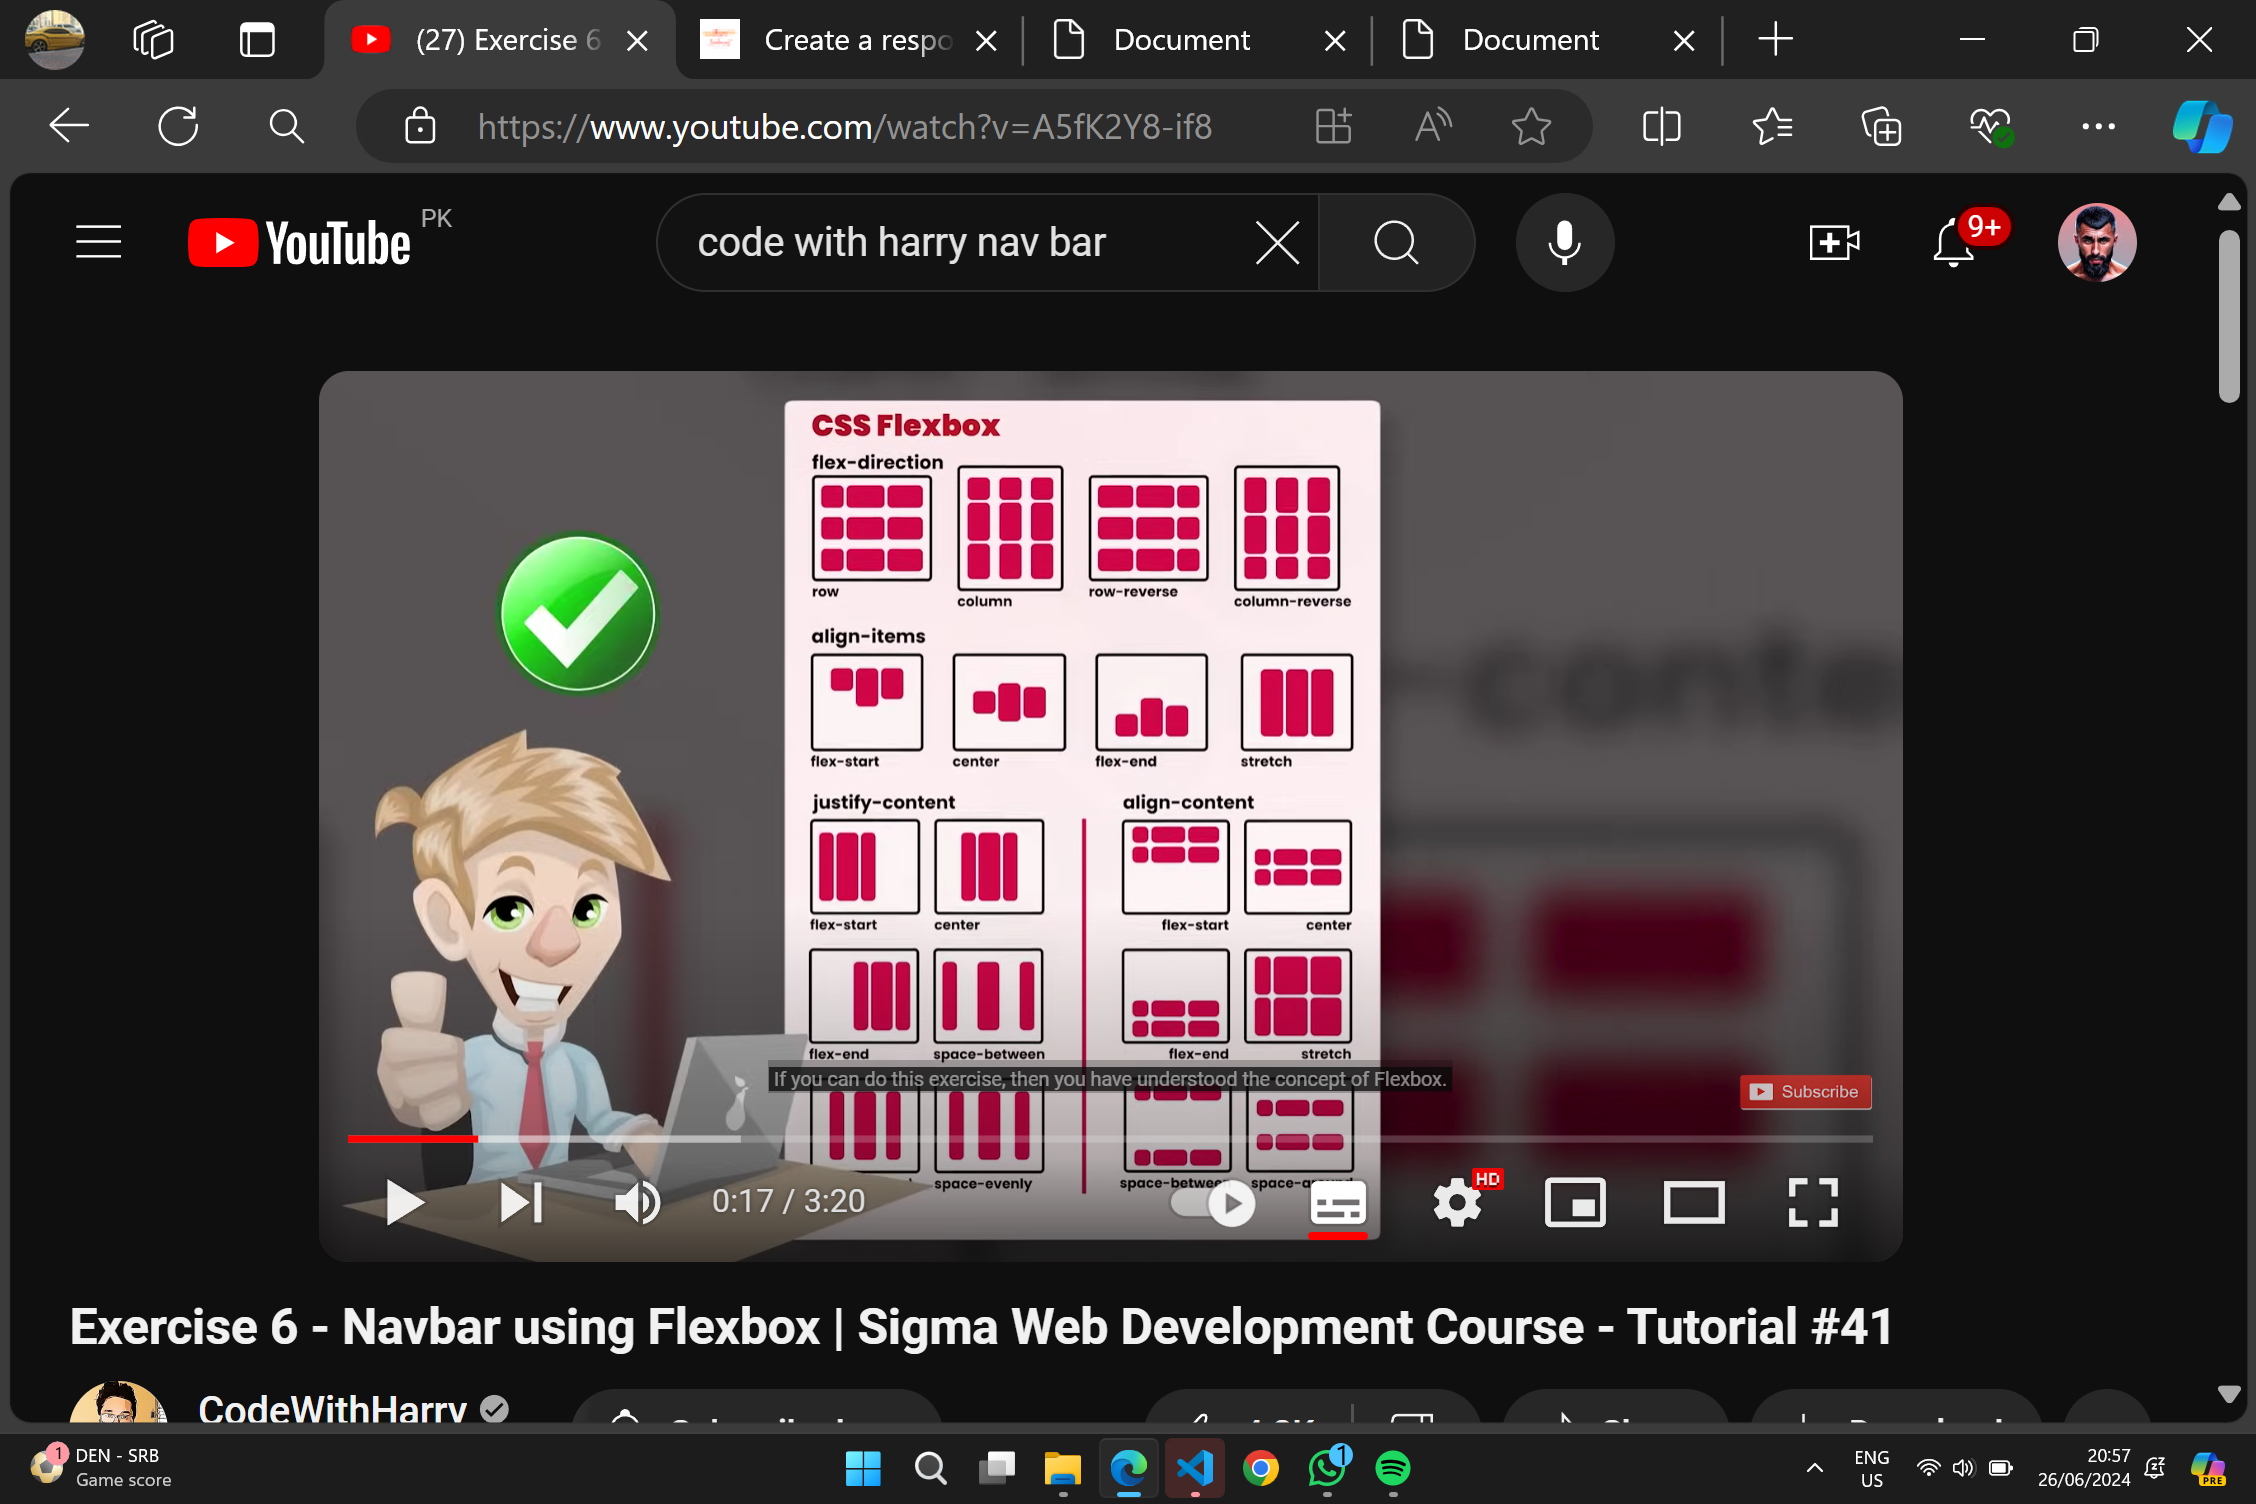 (27) Exercise 6
Create a respo
Document
Document
https://www.youtube.com/watch?v=A5fK2Y8-if8
YouTube PK
code with harry nav bar
9+
CSS Flexbox
flex-direction
row
column
row-reverse
column-reverse
align-items
flex-start
center
flex-end
stretch
justify-content
align-content
flex-start
center
flex-start
center
flex-end
space-between
flex-end
stretch
-conte
If you can do this exercise, then you have understood the concept of Flexbox.
Subscribe
space-evenly
space-between
0:17 / 3:20
HD
Exercise 6 - Navbar using Flexbox | Sigma Web Development Course - Tutorial #41
CodeWithHarry
1
DEN - SRB
Game score
1
ENG
US
20:57
26/06/2024
PRE